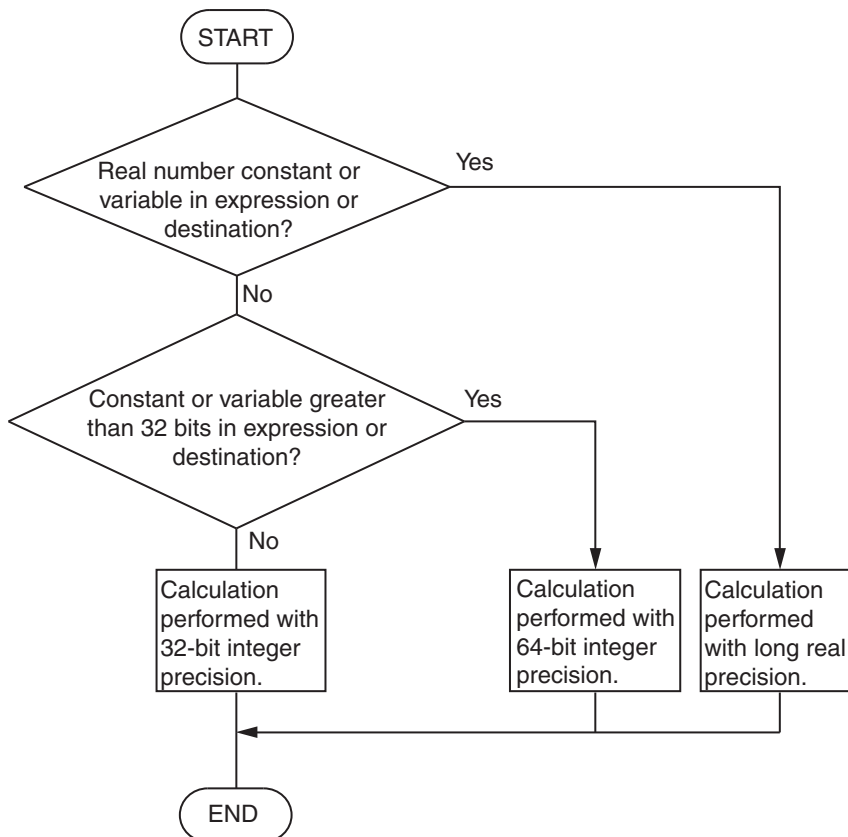 START
Real number constant or
variable in expression or
destination?
Yes
No
Constant or variable greater
than 32 bits in expression or
destination?
Yes
No
Calculation
performed with
32-bit integer
precision.
Calculation
performed with
64-bit integer
precision.
Calculation
performed
with long real
precision.
END